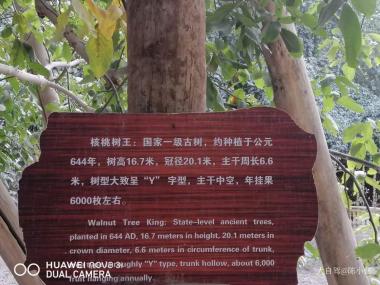 核桃树王：国家一级古树，约种植于公元
644年，树高16.7米，冠径20.1米，主干周长6.6
米，树型大致呈“Y”字型，主干中空，年挂果
6000枚左右。
Walnut Tree King: State-level ancient trees,
planted in 644 AD, 16.7 meters in height, 20.1 meters in
crown diameter, 6.6 meters in circumference of trunk,
roughly "Y" type, trunk hollow, about 6,000
fruit hanging annually.
HUAWEI NOVA 3i
DUAL CAMERA